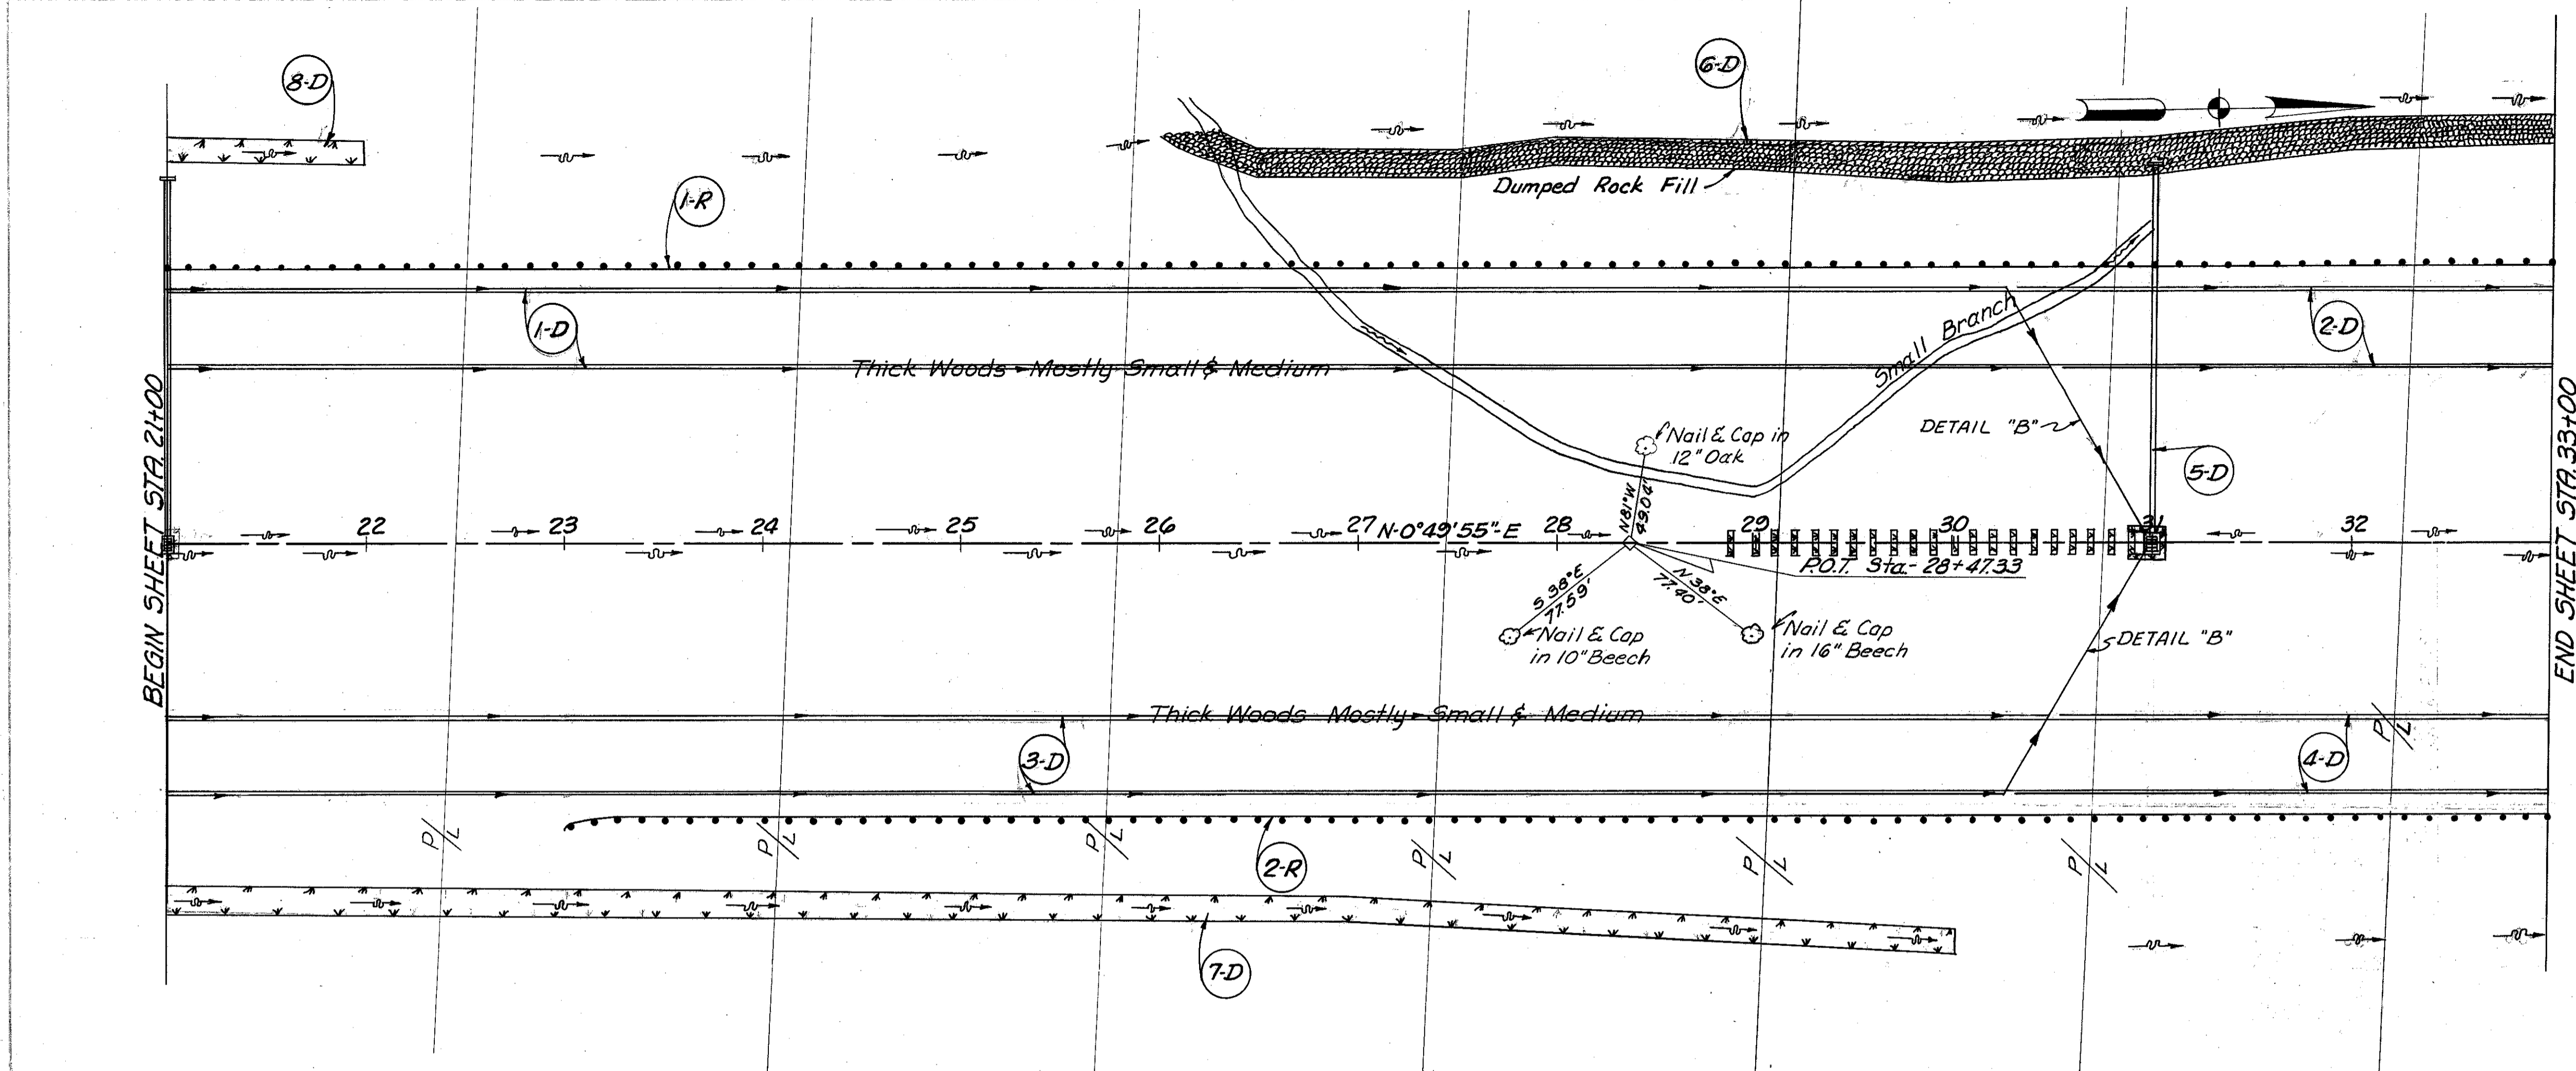 8-D
6-D
Dumped Rock Fill
1-R
1-D
2-D
Thick Woods Mostly Small & Medium
Small Branch
DETAIL "B"
5-D
Nail & Cap in
12" Oak
N81°W
49.04'
BEGIN SHEET STA. 21+00
END SHEET STA. 33+00
22 23 24 25 26 27 N-0°49'55"-E 28 29 30 31 32
P.O.T. Sta.- 28+47.33
S 38°E
77.59'
N 38°E
77.40'
Nail & Cap
in 10" Beech
Nail & Cap
in 16" Beech
DETAIL "B"
Thick Woods Mostly Small & Medium
3-D
4-D
P/L
P/L
P/L
P/L
P/L
P/L
P/L
2-R
7-D